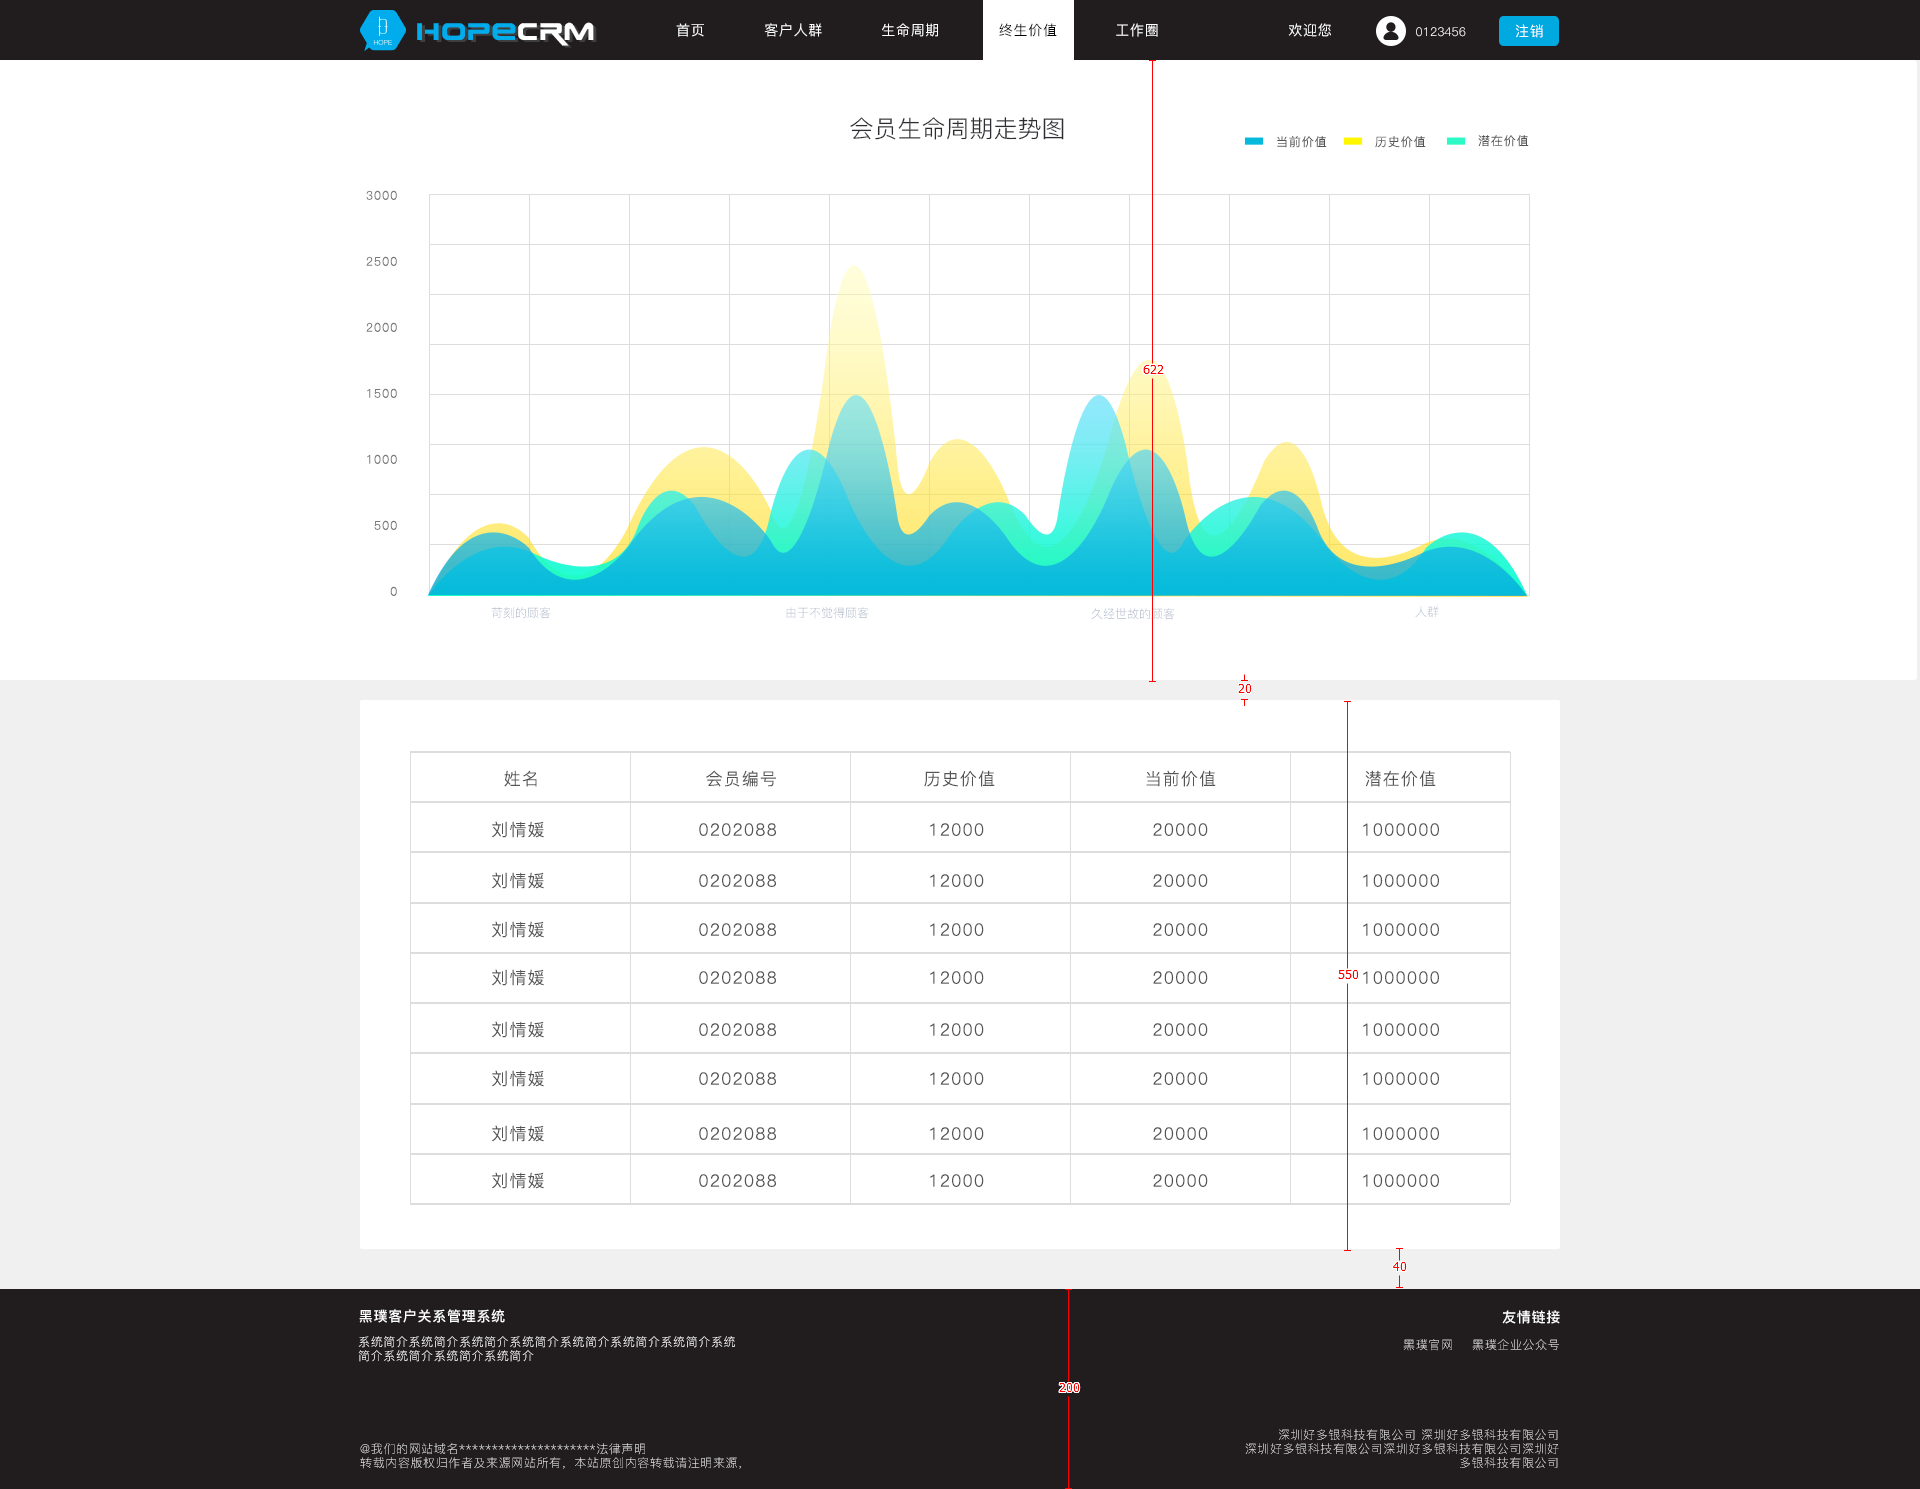 HOPE HOPECRM 首页 客户人群 生命周期 终生价值 工作圈 欢迎您 0123456 注销
会员生命周期走势图
当前价值 历史价值 潜在价值
3000
2500
2000
1500
622
1000
500
0
苛刻的顾客 由于不觉得顾客 久经世故的顾客 人群
20
姓名 会员编号 历史价值 当前价值 潜在价值
刘情媛 0202088 12000 20000 1000000
刘情媛 0202088 12000 20000 1000000
刘情媛 0202088 12000 20000 1000000
刘情媛 0202088 12000 20000 550 1000000
刘情媛 0202088 12000 20000 1000000
刘情媛 0202088 12000 20000 1000000
刘情媛 0202088 12000 20000 1000000
刘情媛 0202088 12000 20000 1000000
40
黑璞客户关系管理系统
系统简介系统简介系统简介系统简介系统简介系统简介系统简介系统
简介系统简介系统简介系统简介
友情链接
黑璞官网 黑璞企业公众号
200
@我们的网站域名*********************法律声明
转载内容版权归作者及来源网站所有，本站原创内容转载请注明来源，
深圳好多银科技有限公司 深圳好多银科技有限公司
深圳好多银科技有限公司深圳好多银科技有限公司深圳好
多银科技有限公司